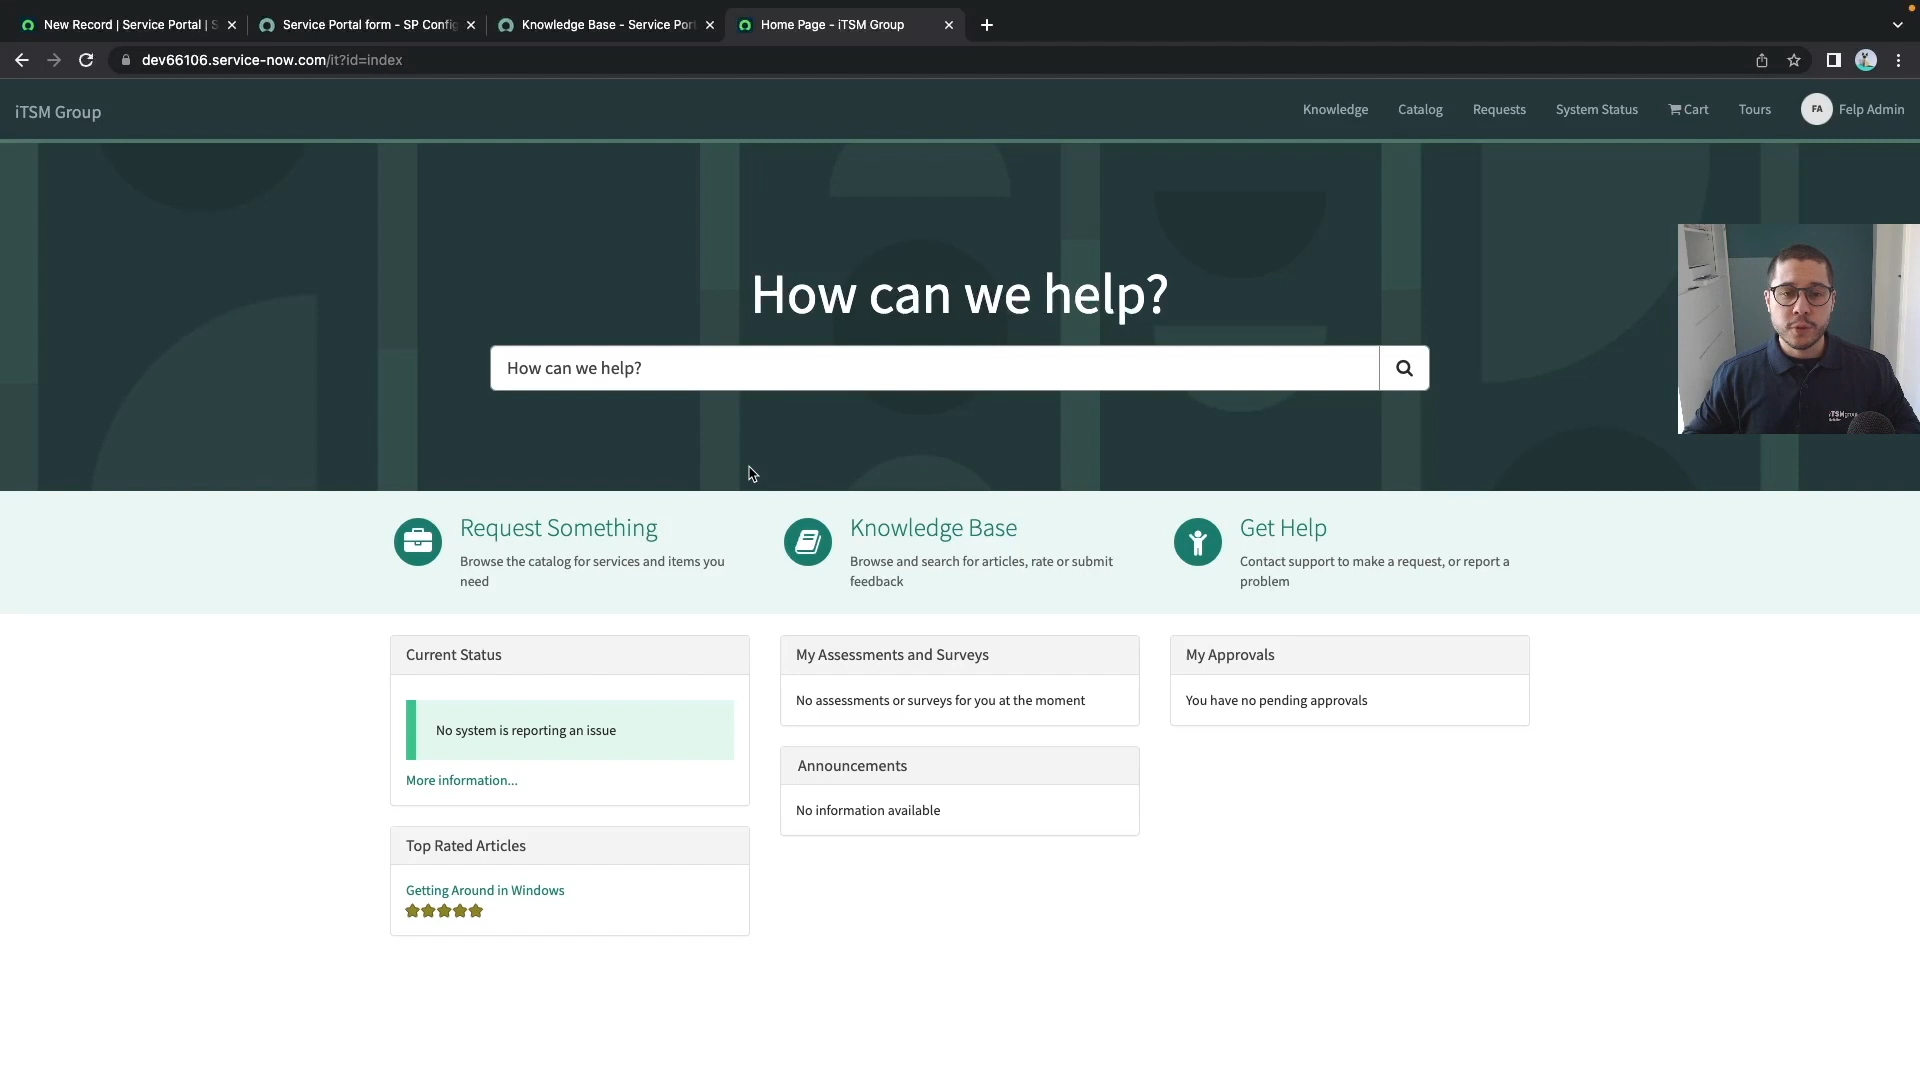 New Record | Service Portal | S
Service Portal form - SP Config
Knowledge Base - Service Port
Home Page - iTSM Group
dev66106.service-now.com/it?id=index
iTSM Group
Knowledge
Catalog
Requests
System Status
Cart
Tours
FA
Felp Admin
How can we help?
How can we help?
iTSMgroup
Request Something
Browse the catalog for services and items you
need
Knowledge Base
Browse and search for articles, rate or submit
feedback
Get Help
Contact support to make a request, or report a
problem
Current Status
No system is reporting an issue
More information...
Top Rated Articles
Getting Around in Windows
My Assessments and Surveys
No assessments or surveys for you at the moment
Announcements
No information available
My Approvals
You have no pending approvals